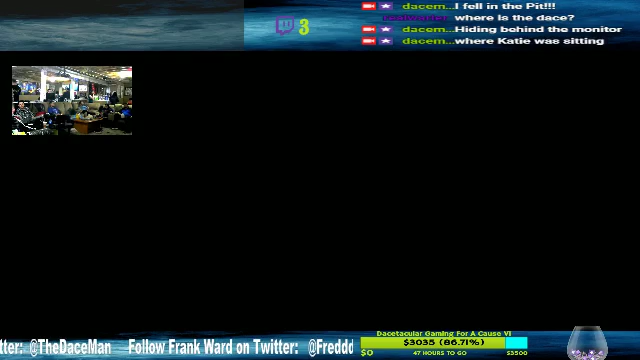 dacem...I fell in the Pit!!!
where is the dace?
3
dacem...Hiding behind the monitor
dacem...where Katie was sitting
Dacetacular Gaming For A Cause VI
tter: @TheDaceMan Follow Frank Ward on Twitter: @Freddd
$3035 (86.71%)
$0 47 HOURS TO GO $3500